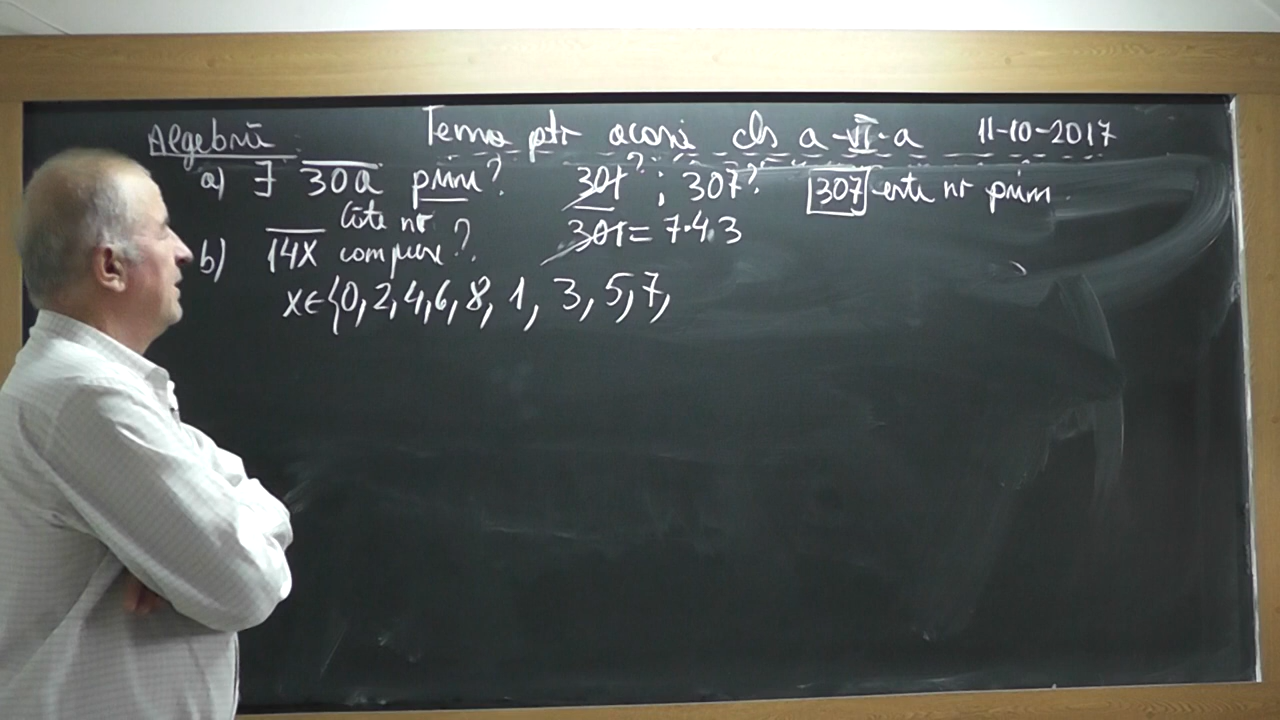 Algebră: Tema ptr acasă cls a-VI-a 11-10-2017
a) ∃ 30a prim? 301? ; 307? 307 este nr prim.
Câte nr 301 = 7·43
b) 14x compuse?
x∈{0,2,4,6,8,1,3,5,7,